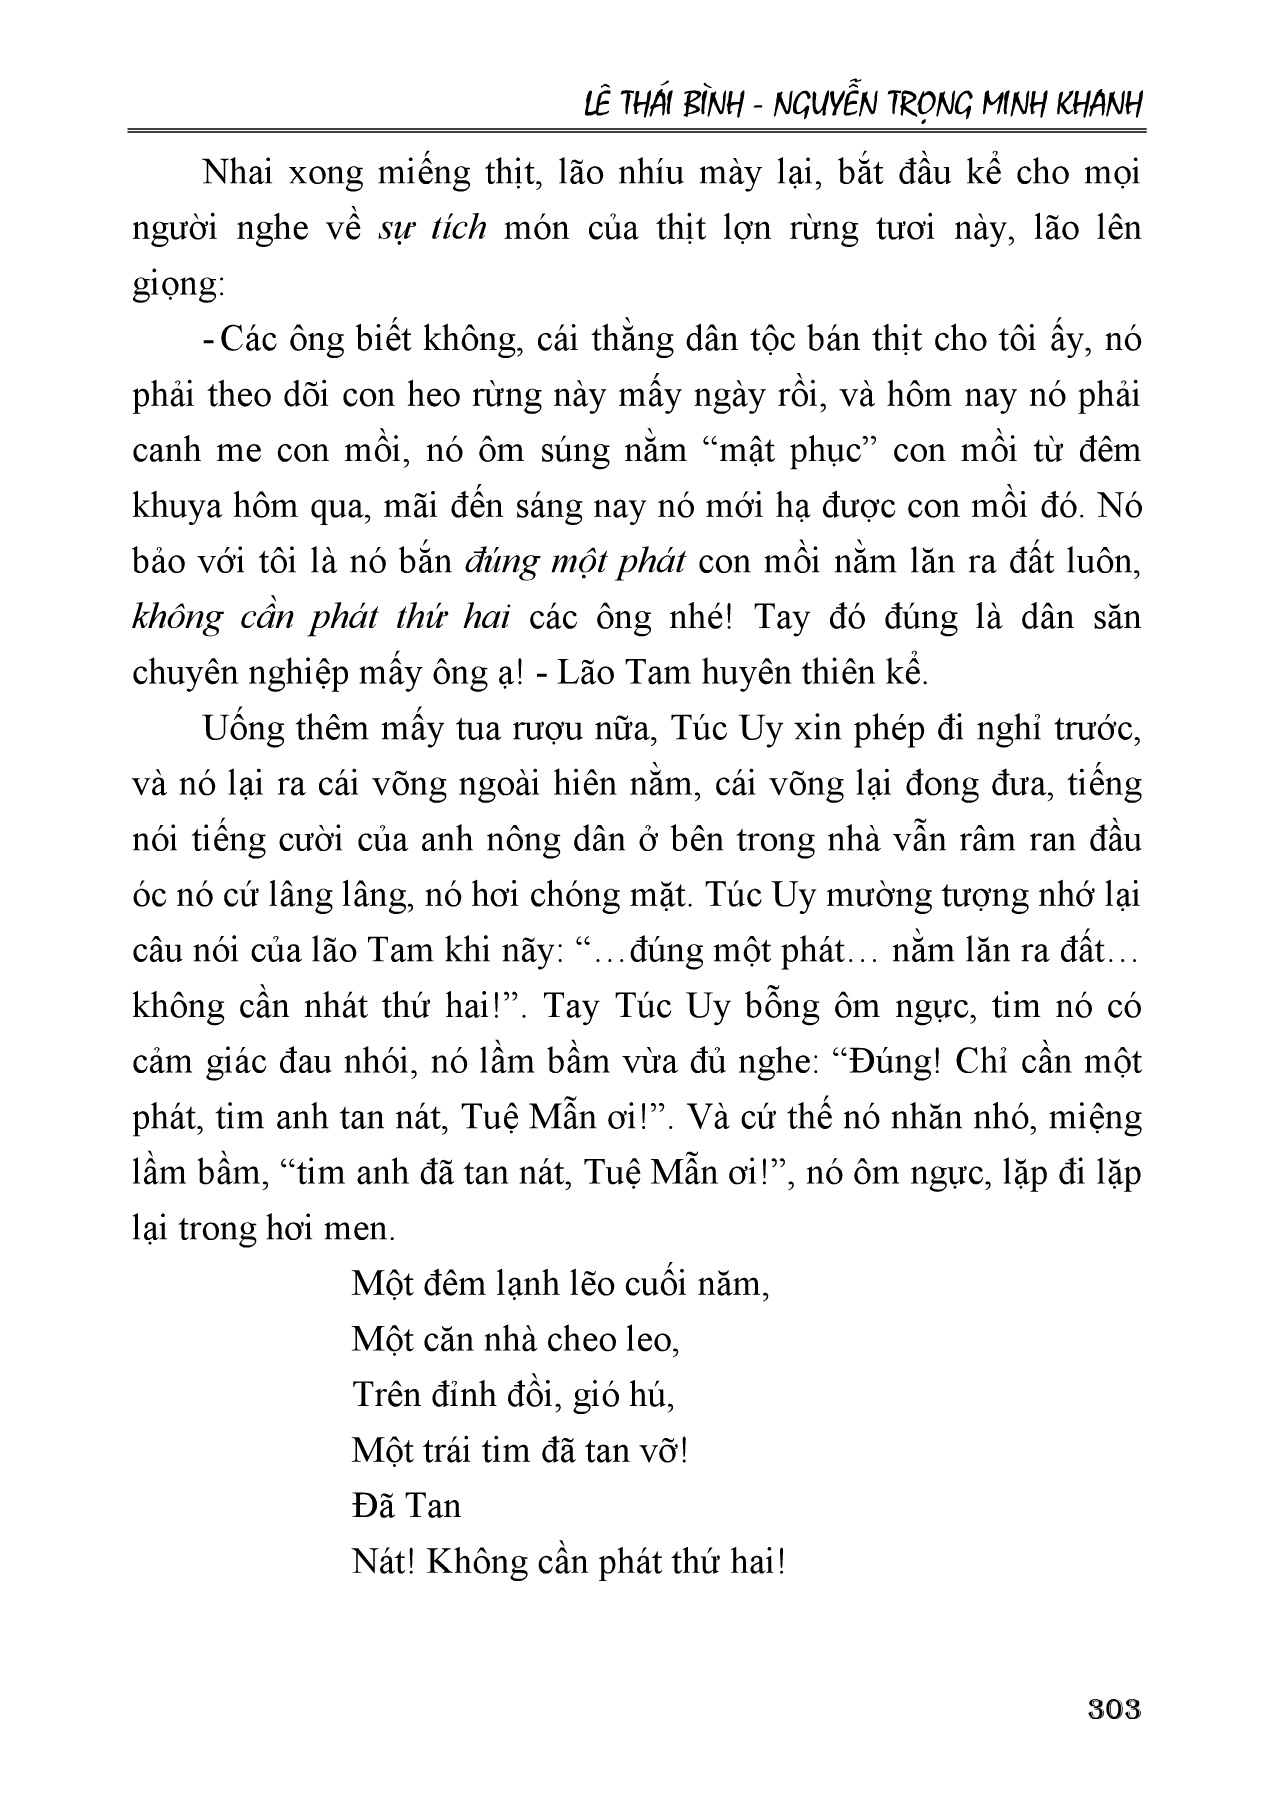 LÊ THÁI BÌNH - NGUYỄN TRỌNG MINH KHANH
Nhai xong miếng thịt, lão nhíu mày lại, bắt đầu kể cho mọi
người nghe về sự tích món của thịt lợn rừng tươi này, lão lên
giọng:
- Các ông biết không, cái thằng dân tộc bán thịt cho tôi ấy, nó
phải theo dõi con heo rừng này mấy ngày rồi, và hôm nay nó phải
canh me con mồi, nó ôm súng nằm “mật phục” con mồi từ đêm
khuya hôm qua, mãi đến sáng nay nó mới hạ được con mồi đó. Nó
bảo với tôi là nó bắn đúng một phát con mồi nằm lăn ra đất luôn,
không cần phát thứ hai các ông nhé! Tay đó đúng là dân săn
chuyên nghiệp mấy ông ạ! - Lão Tam huyên thiên kể.
Uống thêm mấy tua rượu nữa, Túc Uy xin phép đi nghỉ trước,
và nó lại ra cái võng ngoài hiên nằm, cái võng lại đong đưa, tiếng
nói tiếng cười của anh nông dân ở bên trong nhà vẫn râm ran đầu
óc nó cứ lâng lâng, nó hơi chóng mặt. Túc Uy mường tượng nhớ lại
câu nói của lão Tam khi nãy: “…đúng một phát… nằm lăn ra đất…
không cần nhát thứ hai!”. Tay Túc Uy bỗng ôm ngực, tim nó có
cảm giác đau nhói, nó lầm bầm vừa đủ nghe: “Đúng! Chỉ cần một
phát, tim anh tan nát, Tuệ Mẫn ơi!”. Và cứ thế nó nhăn nhó, miệng
lầm bầm, “tim anh đã tan nát, Tuệ Mẫn ơi!”, nó ôm ngực, lặp đi lặp
lại trong hơi men.
Một đêm lạnh lẽo cuối năm,
Một căn nhà cheo leo,
Trên đỉnh đồi, gió hú,
Một trái tim đã tan vỡ!
Đã Tan
Nát! Không cần phát thứ hai!
303